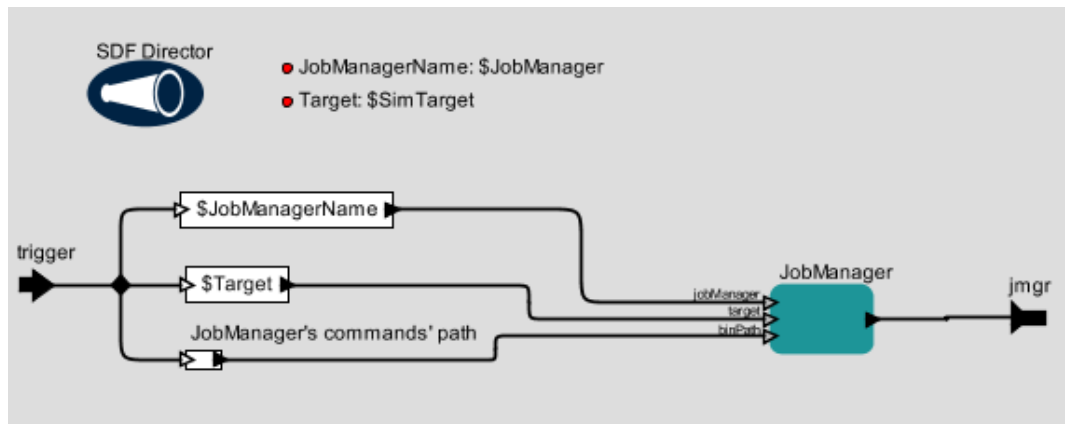 SDF Director
JobManagerName: $JobManager
Target: $SimTarget
$JobManagerName
trigger
$Target
JobManager's commands' path
JobManager
jobManager
target
binPath
jmgr